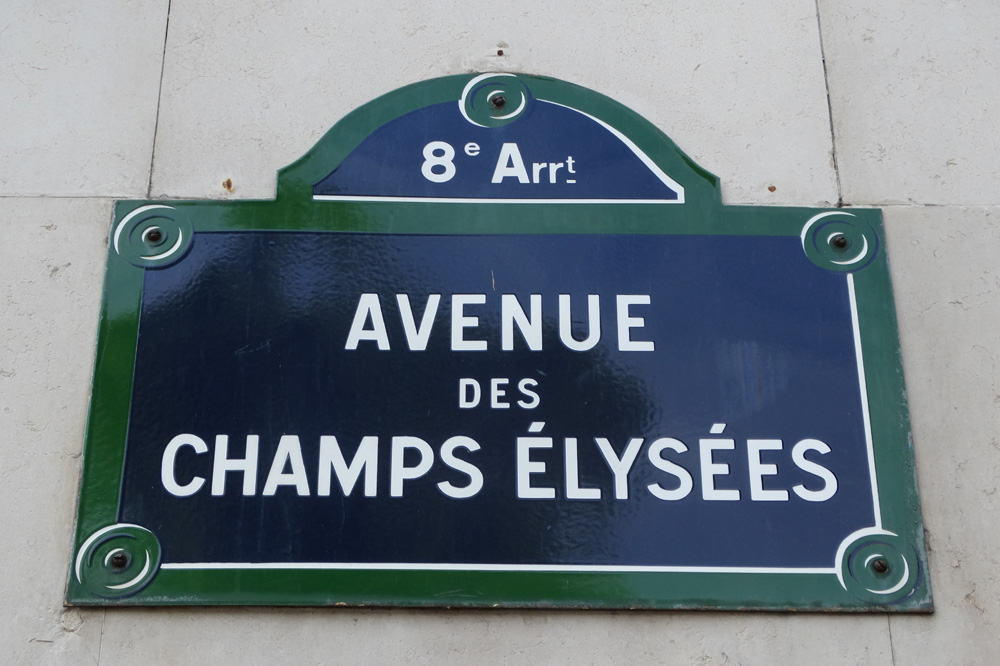 8e Arrt
AVENUE
DES
CHAMPS ÉLYSÉES